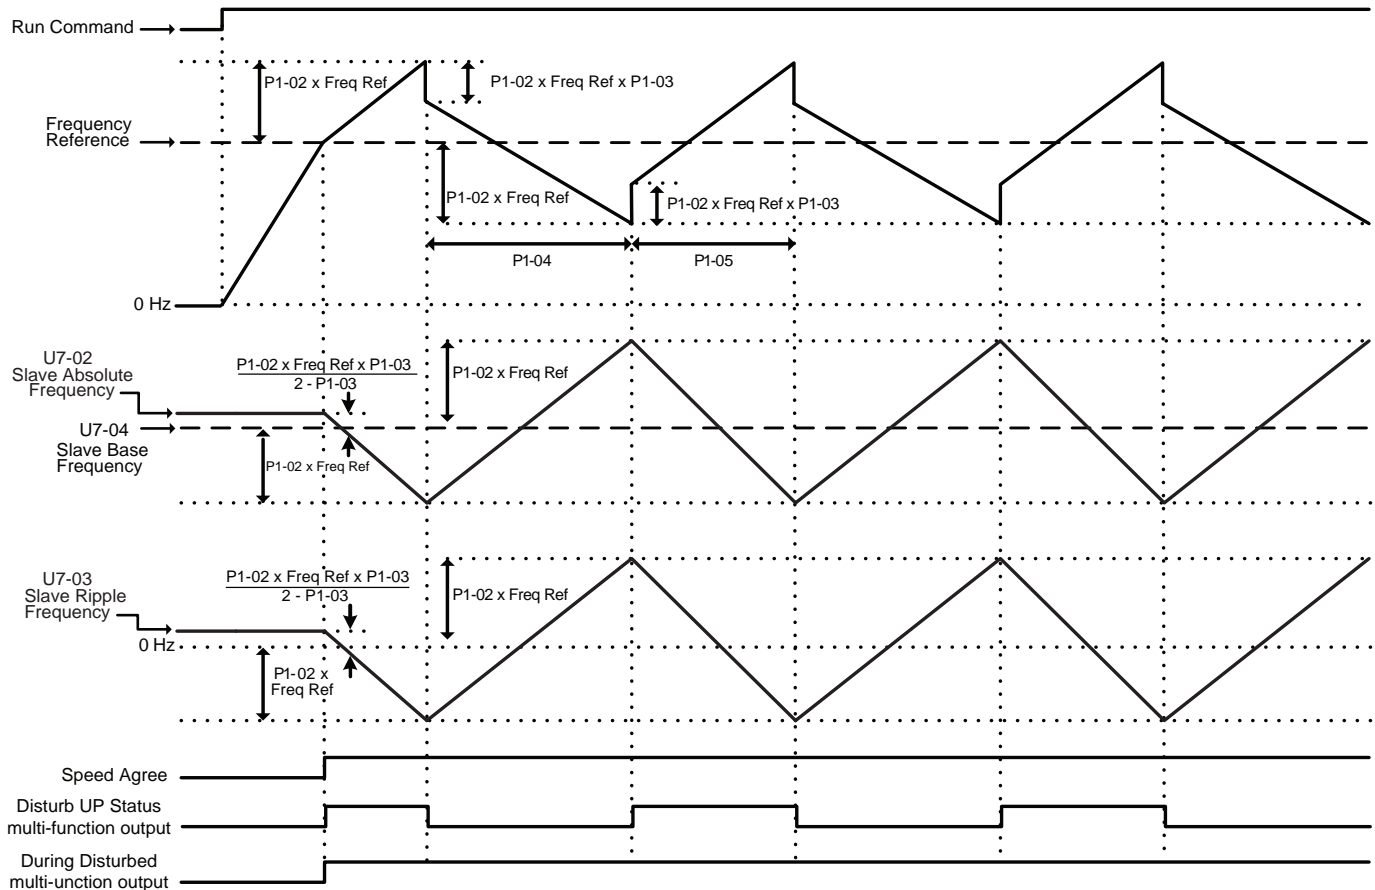 Run Command
P1-02 x Freq Ref
P1-02 x Freq Ref x P1-03
Frequency
Reference
P1-02 x Freq Ref
P1-02 x Freq Ref x P1-03
P1-04
P1-05
0 Hz
U7-02
Slave Absolute
Frequency
P1-02 x Freq Ref x P1-03
2 - P1-03
P1-02 x Freq Ref
U7-04
Slave Base
Frequency
P1-02 x Freq Ref
U7-03
Slave Ripple
Frequency
P1-02 x Freq Ref x P1-03
2 - P1-03
P1-02 x Freq Ref
0 Hz
P1-02 x
Freq Ref
Speed Agree
Disturb UP Status
multi-function output
During Disturbed
multi-unction output